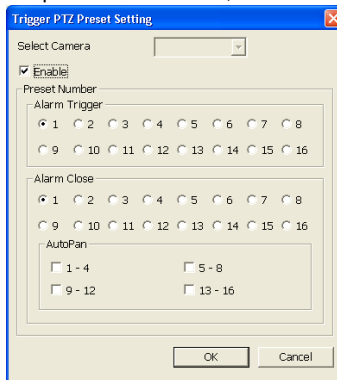 Trigger PTZ Preset Setting
Select Camera
Enable
Preset Number
Alarm Trigger
1 2 3 4 5 6 7 8
9 10 11 12 13 14 15 16
Alarm Close
1 2 3 4 5 6 7 8
9 10 11 12 13 14 15 16
AutoPan
1 - 4 5 - 8
9 - 12 13 - 16
OK Cancel